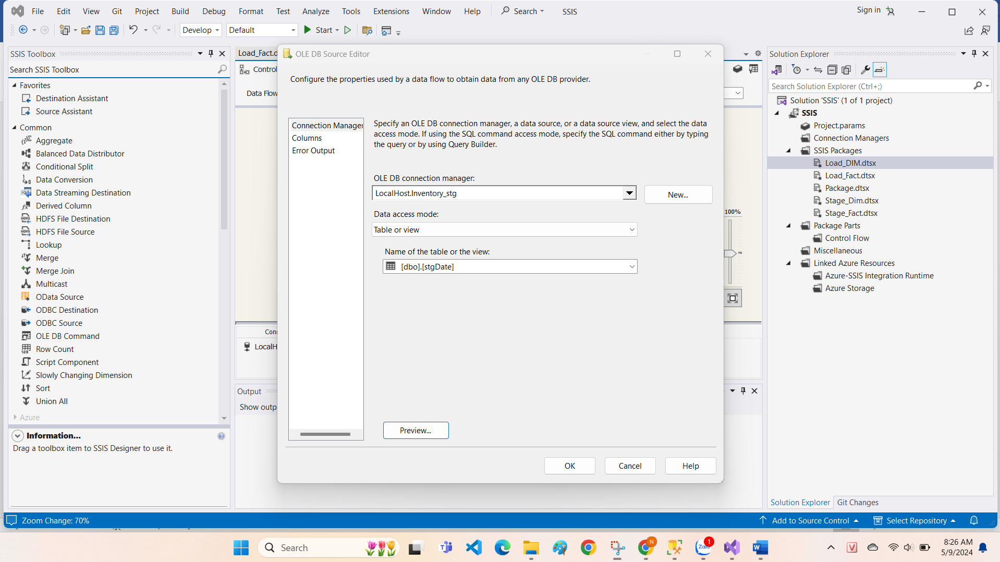 File Edit View Git Project Build Debug Format Test Analyze Tools Extensions Window Help Search SSIS Sign in
Develop Default Start
SSIS Toolbox
Search SSIS Toolbox
Favorites
Destination Assistant
Source Assistant
Common
Aggregate
Balanced Data Distributor
Conditional Split
Data Conversion
Data Streaming Destination
Derived Column
HDFS File Destination
HDFS File Source
Lookup
Merge
Merge Join
Multicast
OData Source
ODBC Destination
ODBC Source
OLE DB Command
Row Count
Script Component
Slowly Changing Dimension
Sort
Union All
Azure
Information...
Drag a toolbox item to SSIS Designer to use it.
Load_Fact.d
Control
Data Flow
Conn
LocalH
Output
Show outp
100%
OLE DB Source Editor
Configure the properties used by a data flow to obtain data from any OLE DB provider.
Connection Manager
Columns
Error Output
Specify an OLE DB connection manager, a data source, or a data source view, and select the data
access mode. If using the SQL command access mode, specify the SQL command either by typing
the query or by using Query Builder.
OLE DB connection manager:
LocalHost.Inventory_stg
New...
Data access mode:
Table or view
Name of the table or the view:
[dbo].[stgDate]
Preview...
OK Cancel Help
Solution Explorer
Search Solution Explorer (Ctrl+;)
Solution 'SSIS' (1 of 1 project)
SSIS
Project.params
Connection Managers
SSIS Packages
Load_DIM.dtsx
Load_Fact.dtsx
Package.dtsx
Stage_Dim.dtsx
Stage_Fact.dtsx
Package Parts
Control Flow
Miscellaneous
Linked Azure Resources
Azure-SSIS Integration Runtime
Azure Storage
Solution Explorer Git Changes
Zoom Change: 70% Add to Source Control Select Repository
Search
N
Zalo
1
W
V
8:26 AM
5/9/2024